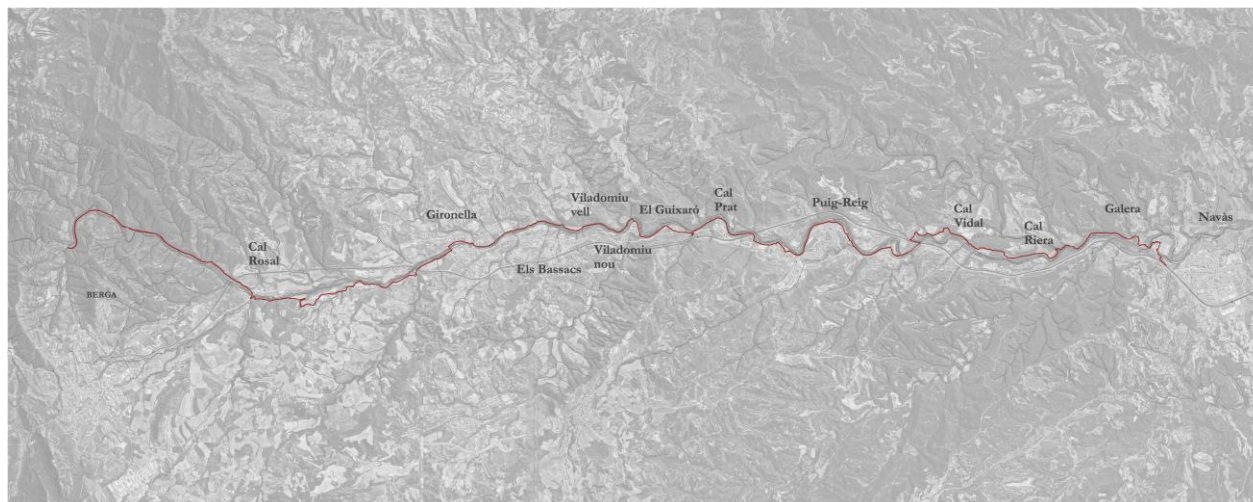 BERGA
Cal
Rosal
Gironella
Els Bassacs
Viladomiu
vell
Viladomiu
nou
El Guixaró
Cal
Prat
Puig-Reig
Cal
Vidal
Cal
Riera
Galera
Navàs